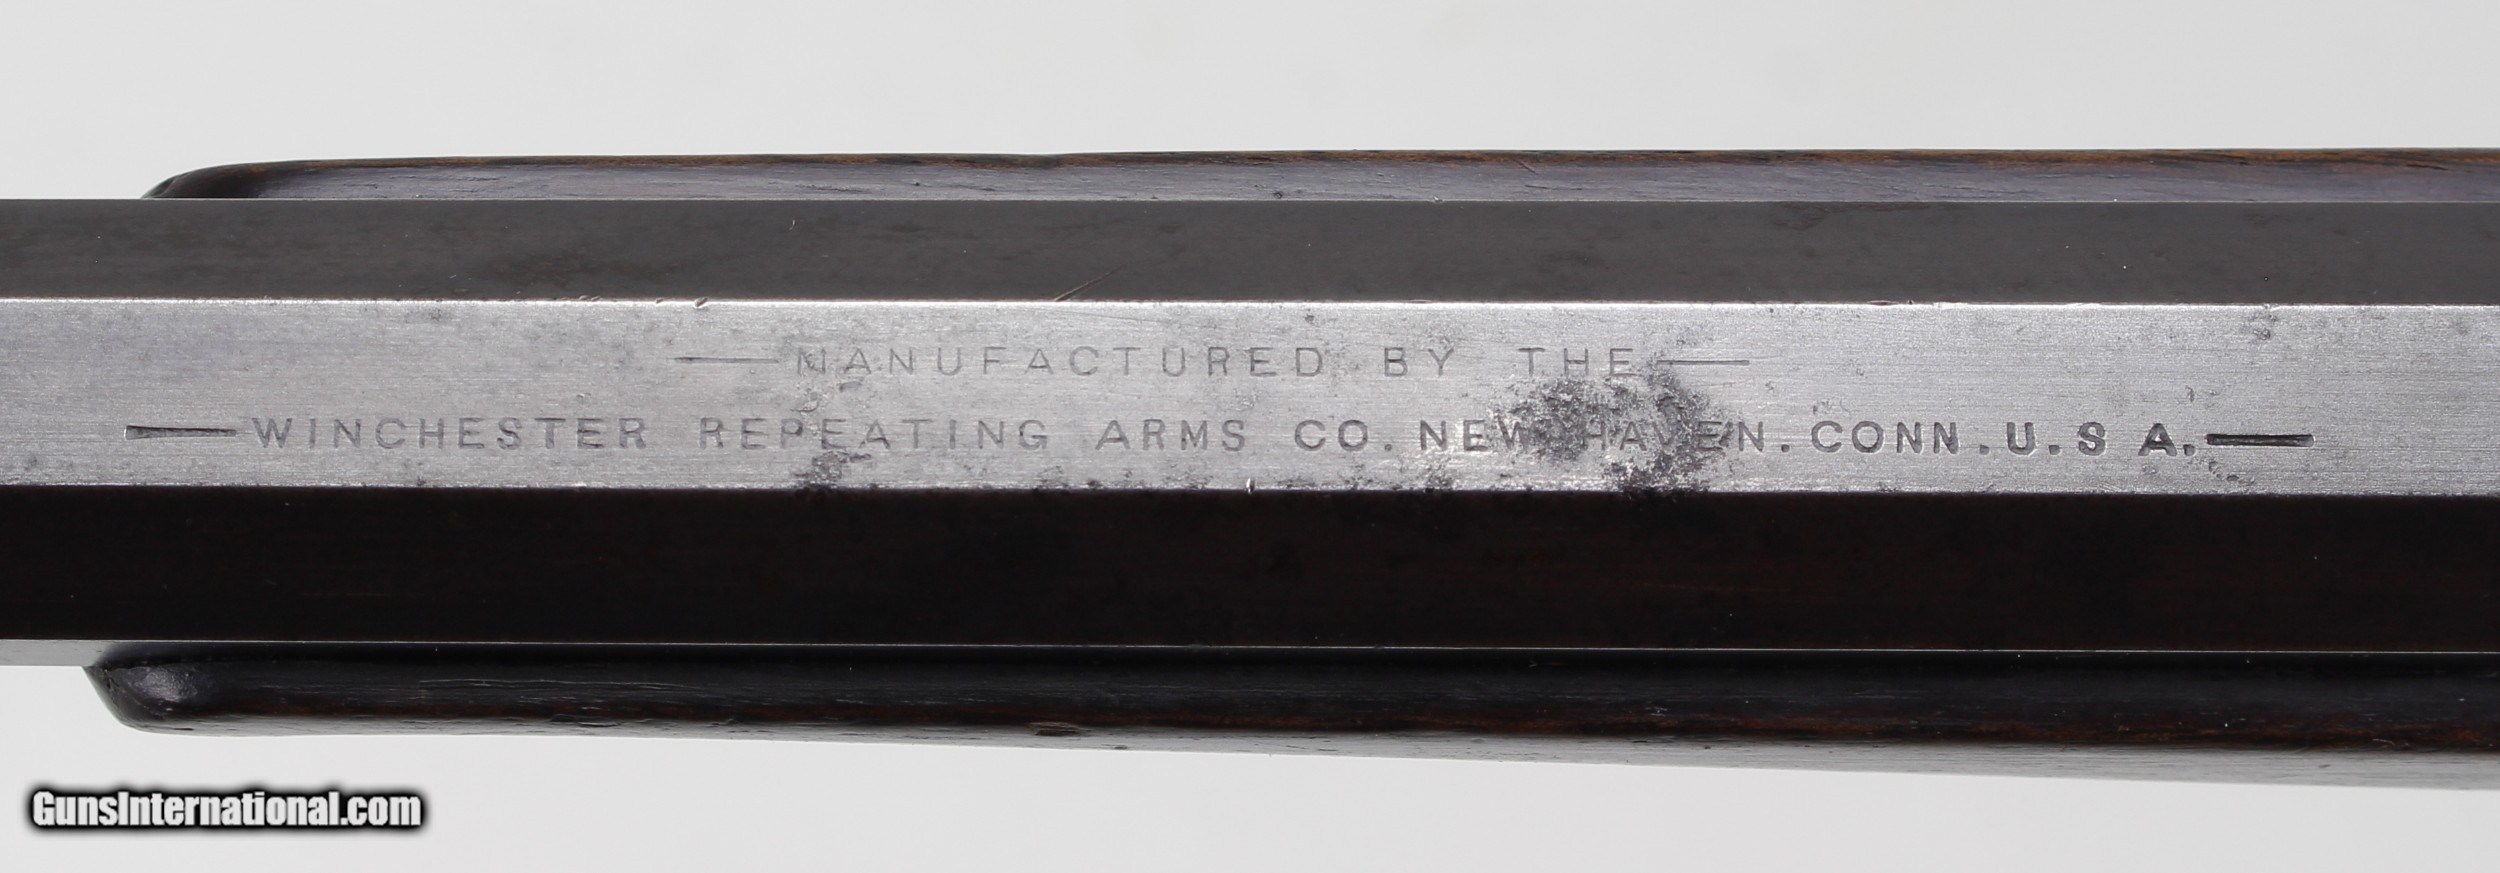 MANUFACTURED BY THE
WINCHESTER REPEATING ARMS CO. NEW HAVEN. CONN. U.S A.
GunsInternational.com